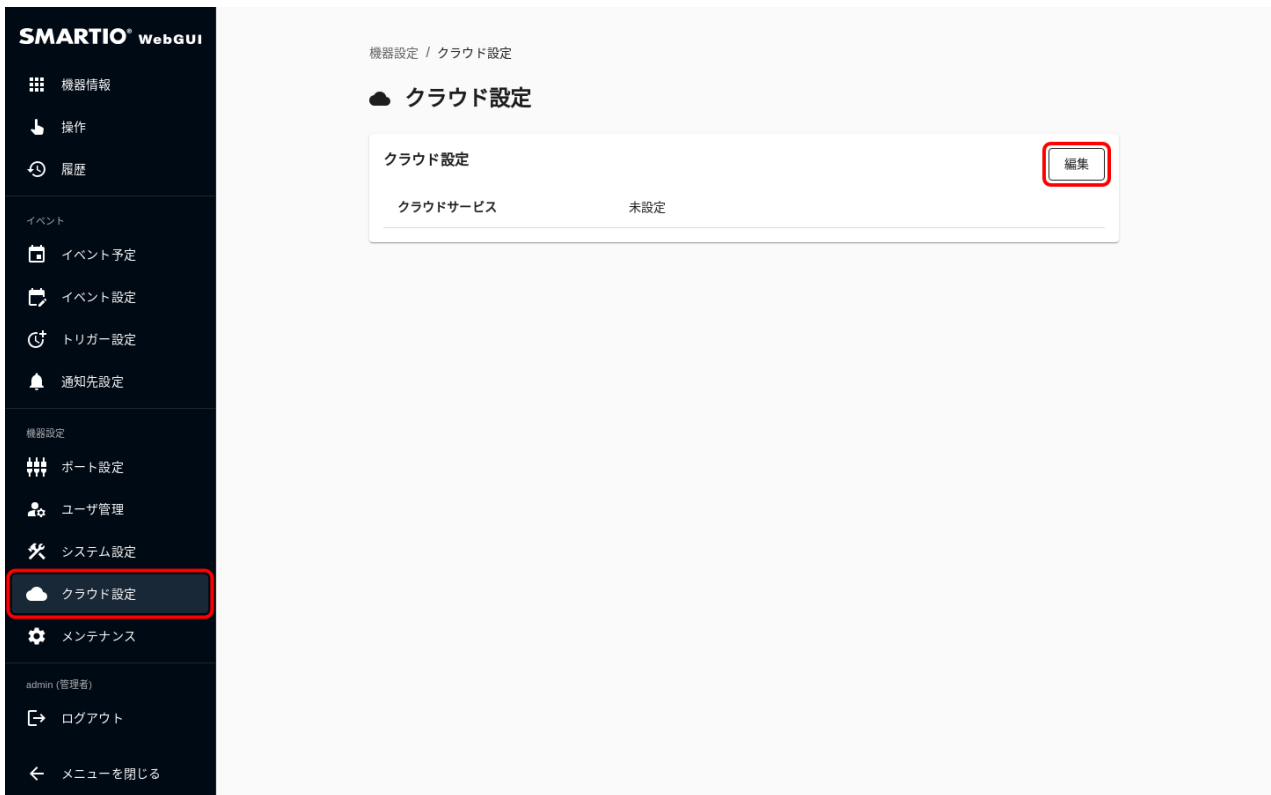 SMARTIO® WebGUI
機器情報
操作
履歴
イベント
イベント予定
イベント設定
トリガー設定
通知先設定
機器設定
ポート設定
ユーザ管理
システム設定
クラウド設定
メンテナンス
admin (管理者)
ログアウト
メニューを閉じる
機器設定 / クラウド設定
クラウド設定
クラウド設定
編集
クラウドサービス 未設定